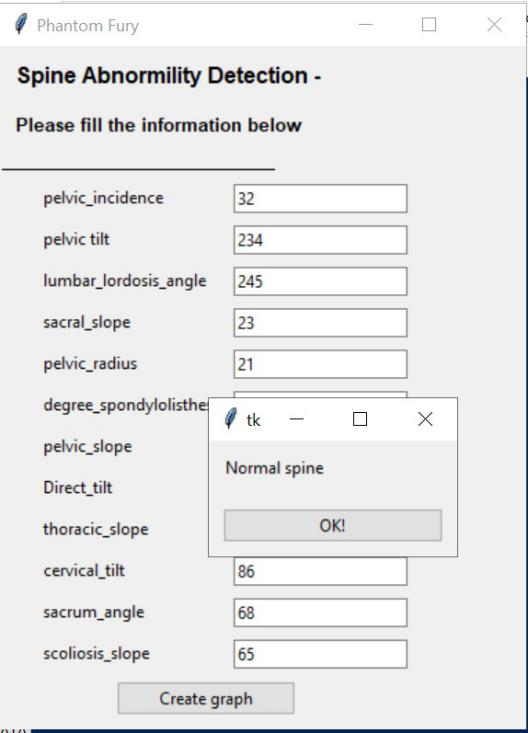 Phantom Fury
Spine Abnormility Detection -
Please fill the information below
pelvic_incidence 32
pelvic tilt 234
lumbar_lordosis_angle 245
sacral_slope 23
pelvic_radius 21
degree_spondylolisthes
tk
pelvic_slope
Normal spine
Direct_tilt
thoracic_slope
OK!
cervical_tilt 86
sacrum_angle 68
scoliosis_slope 65
Create graph